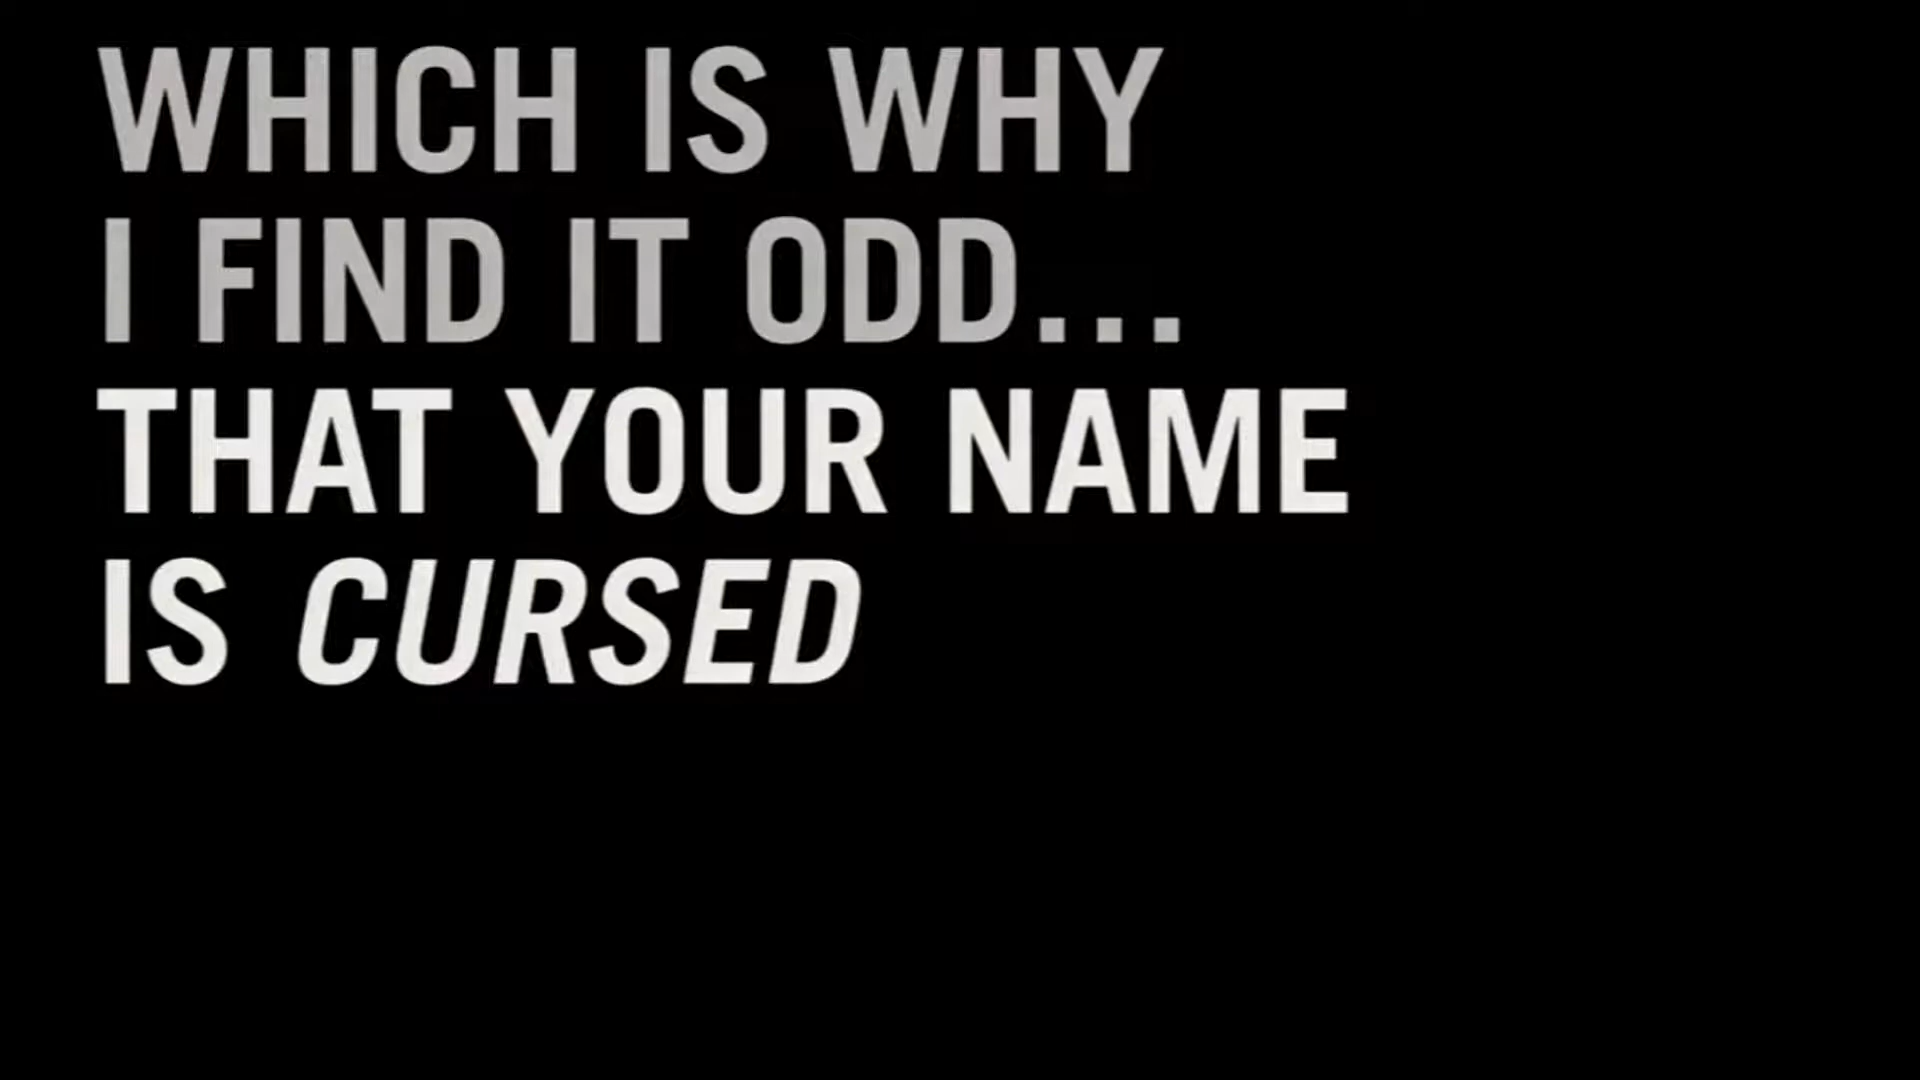 WHICH IS WHY
I FIND IT ODD...
THAT YOUR NAME
IS CURSED